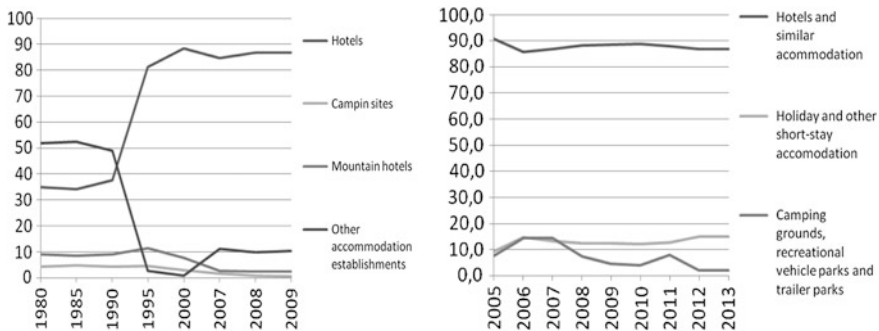 100
90
80
70
60
50
40
30
20
10
0
1980
1985
1990
1995
2000
2007
2008
2009
Hotels
Campin sites
Mountain hotels
Other
accommodation
establishments
100,0
90,0
80,0
70,0
60,0
50,0
40,0
30,0
20,0
10,0
0,0
2005
2006
2007
2008
2009
2010
2011
2012
2013
Hotels and
similar
acommodation
Holiday and other
short-stay
accomodation
Camping
grounds,
recreational
vehicle parks and
trailer parks